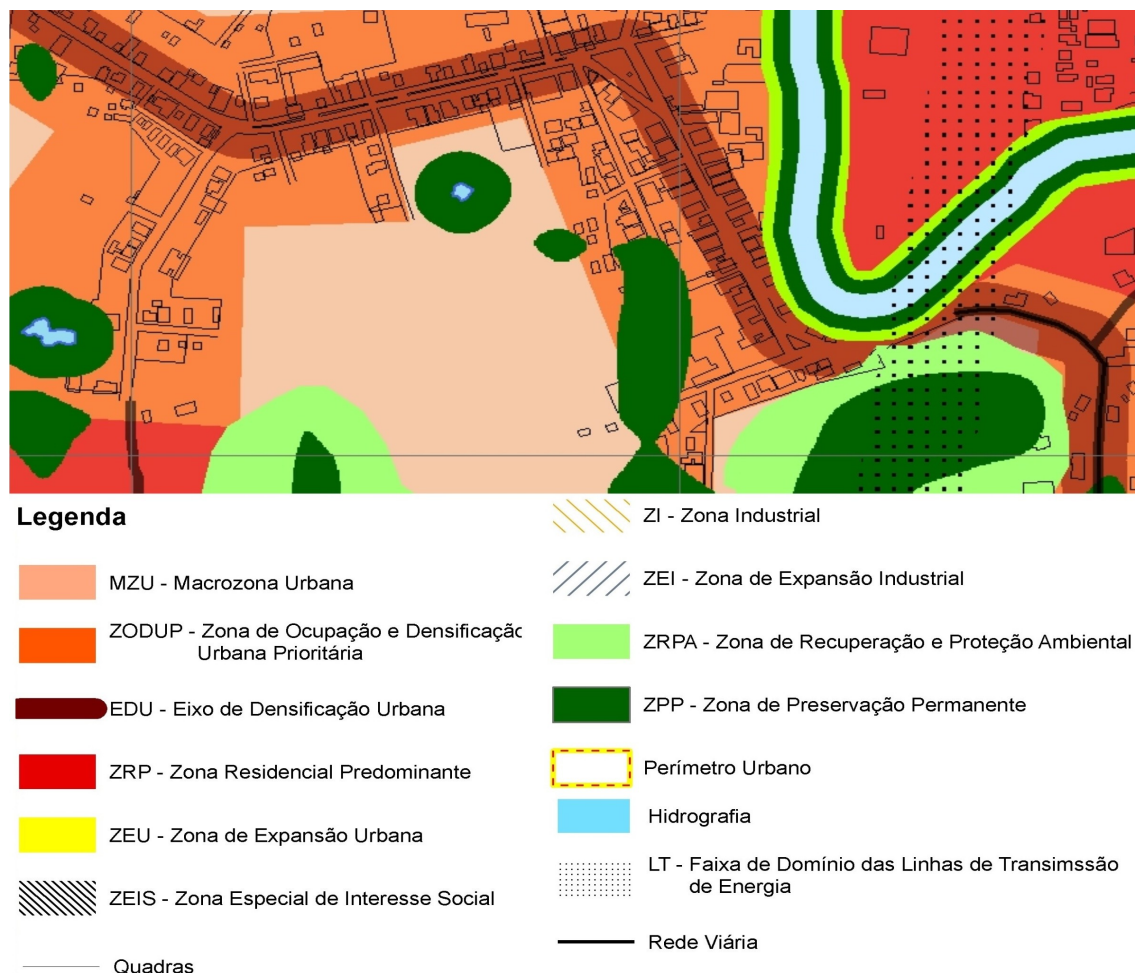 Legenda
MZU - Macrozona Urbana
ZODUP - Zona de Ocupação e Densificaçã
Urbana Prioritária
EDU - Eixo de Densificação Urbana
ZRP - Zona Residencial Predominante
ZEU - Zona de Expansão Urbana
ZEIS - Zona Especial de Interesse Social
Quadras
ZI - Zona Industrial
ZEI - Zona de Expansão Industrial
ZRPA - Zona de Recuperação e Proteção Ambiental
ZPP - Zona de Preservação Permanente
Perímetro Urbano
Hidrografia
LT - Faixa de Domínio das Linhas de Transimssão
de Energia
Rede Viária